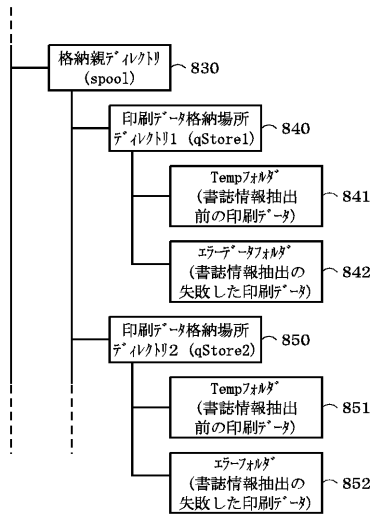 格納親ディレクトリ
(spool)
830
印刷データ格納場所
ディレクトリ1 (qStore1)
840
Tempフォルダ
(書誌情報抽出
前の印刷データ)
841
エラーデータフォルダ
(書誌情報抽出の
失敗した印刷データ)
842
印刷データ格納場所
ディレクトリ2 (qStore2)
850
Tempフォルダ
(書誌情報抽出
前の印刷データ)
851
エラーフォルダ
(書誌情報抽出の
失敗した印刷データ)
852